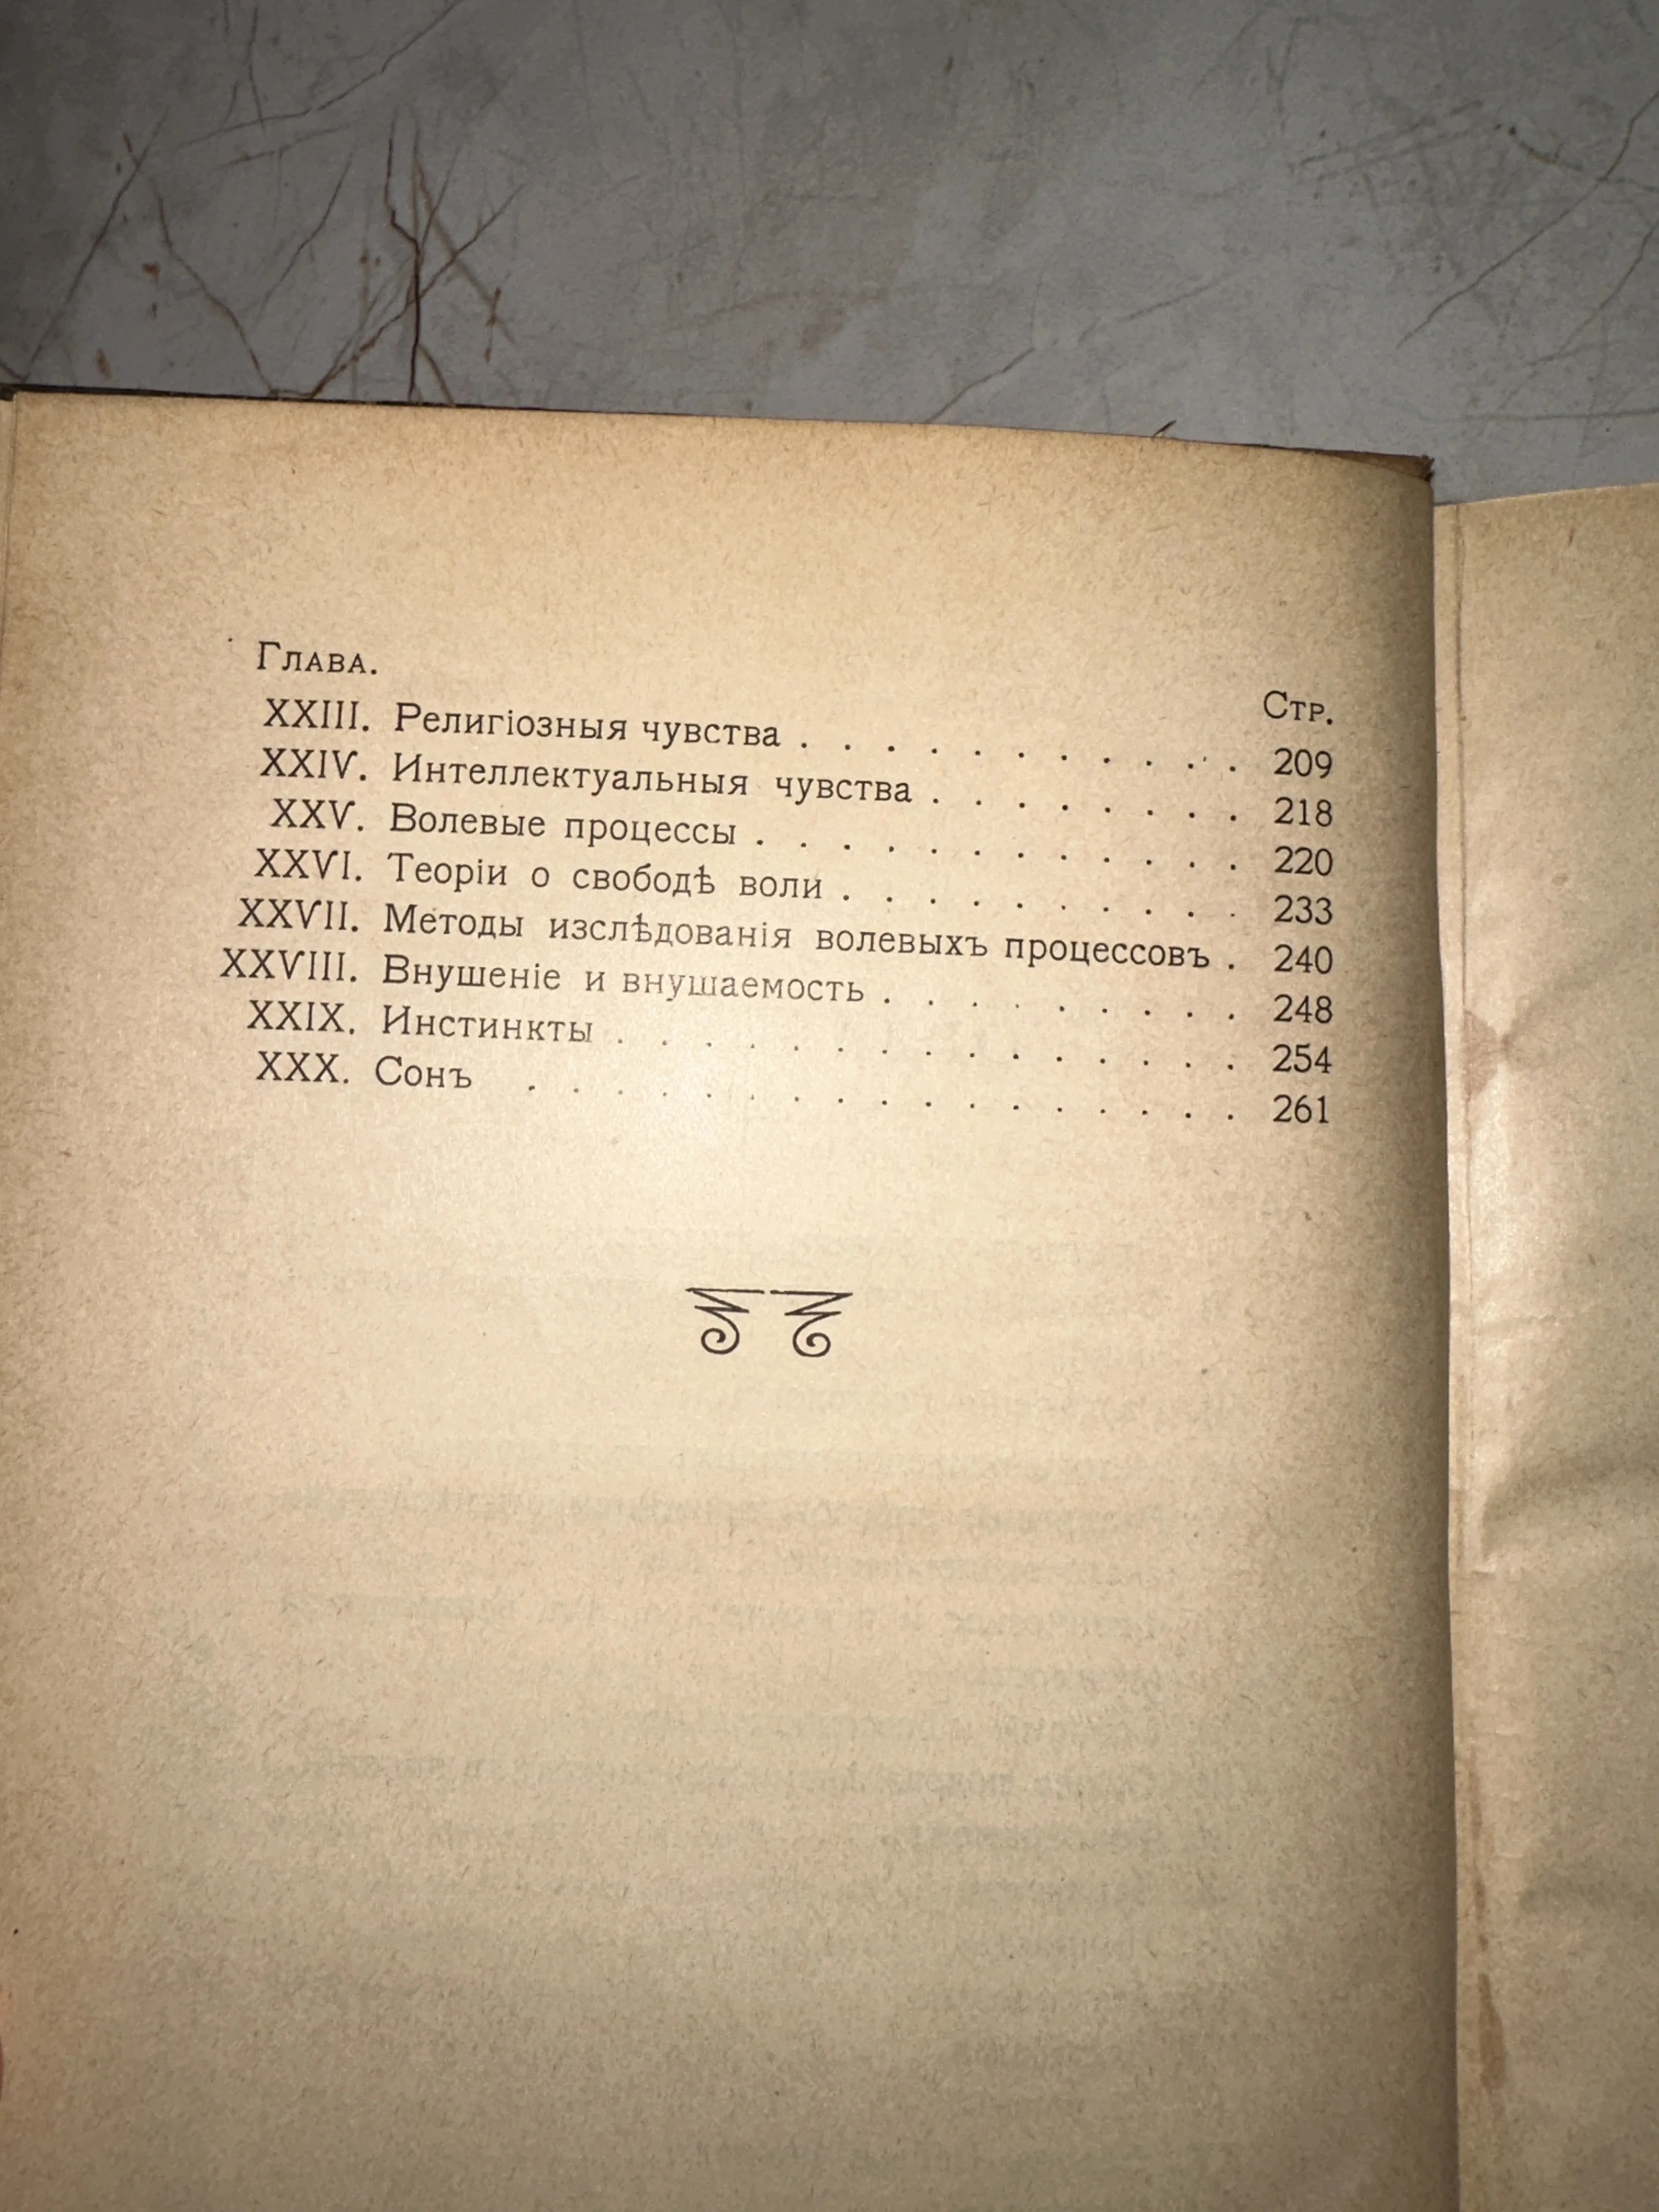 Глава.
Стр.
XXIII. Религіозныя чувства . . . . . . . . . . . 209
XXIV. Интеллектуальныя чувства . . . . . . . . 218
XXV. Волевые процессы . . . . . . . . . . . . 220
XXVI. Теоріи о свободѣ воли . . . . . . . . . . 233
XXVII. Методы изслѣдованія волевыхъ процессовъ . 240
XXVIII. Внушеніе и внушаемость . . . . . . . . . 248
XXIX. Инстинкты . . . . . . . . . . . . . . . 254
XXX. Сонъ . . . . . . . . . . . . . . . . . 261